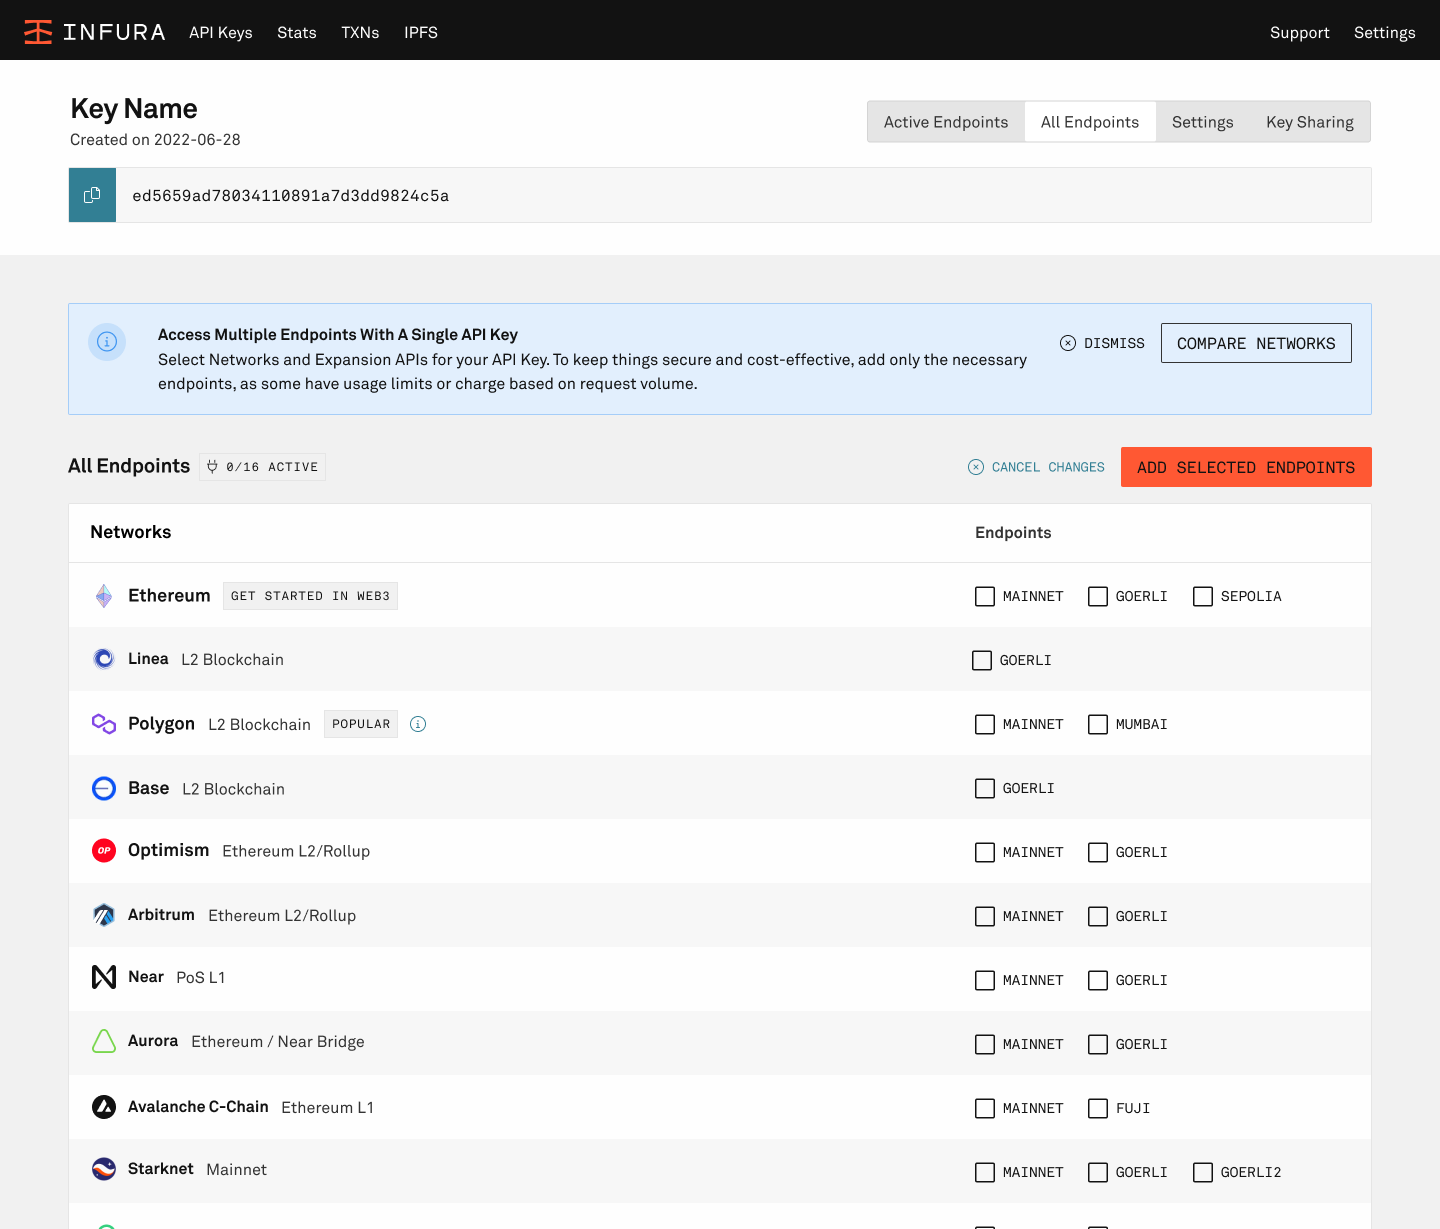 INFURA API Keys Stats TXNs IPFS Support Settings
Key Name
Created on 2022-06-28
Active Endpoints All Endpoints Settings Key Sharing
ed5659ad78034110891a7d3dd9824c5a
Access Multiple Endpoints With A Single API Key
Select Networks and Expansion APIs for your API Key. To keep things secure and cost-effective, add only the necessary
endpoints, as some have usage limits or charge based on request volume.
DISMISS COMPARE NETWORKS
All Endpoints 0/16 ACTIVE CANCEL CHANGES ADD SELECTED ENDPOINTS
Networks Endpoints
Ethereum GET STARTED IN WEB3 MAINNET GOERLI SEPOLIA
Linea L2 Blockchain GOERLI
Polygon L2 Blockchain POPULAR MAINNET MUMBAI
Base L2 Blockchain GOERLI
OP Optimism Ethereum L2/Rollup MAINNET GOERLI
Arbitrum Ethereum L2/Rollup MAINNET GOERLI
Near PoS L1 MAINNET GOERLI
Aurora Ethereum / Near Bridge MAINNET GOERLI
Avalanche C-Chain Ethereum L1 MAINNET FUJI
Starknet Mainnet MAINNET GOERLI GOERLI2